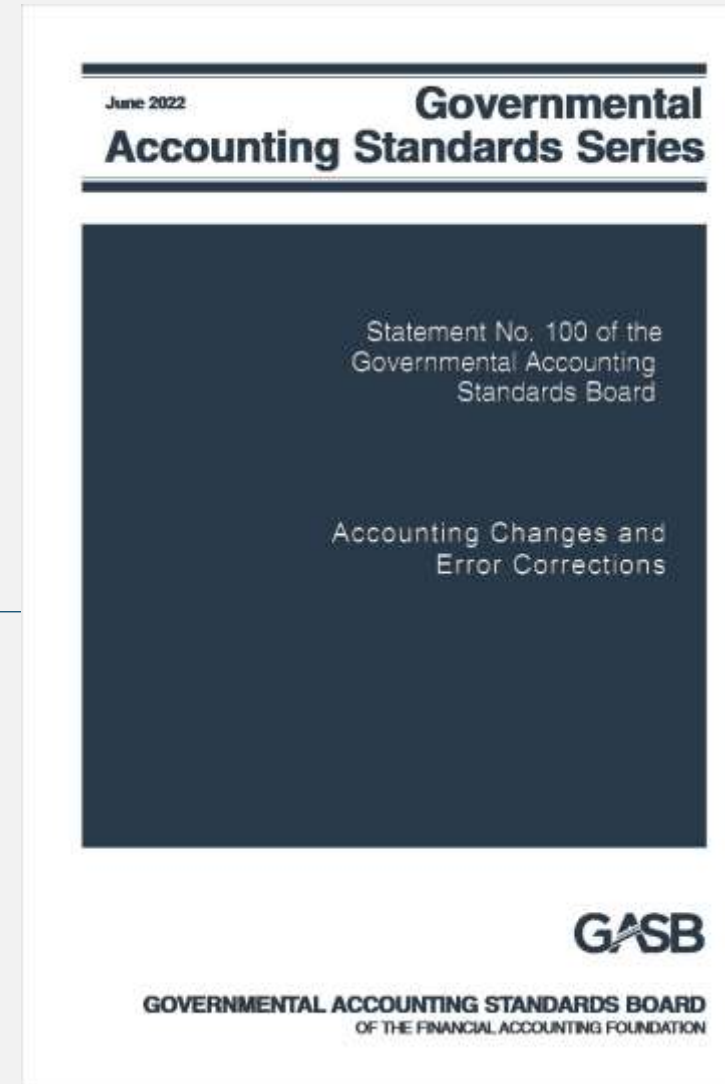 June 2022
Governmental
Accounting Standards Series
Statement No. 100 of the
Governmental Accounting
Standards Board
Accounting Changes and
Error Corrections
GASB
GOVERNMENTAL ACCOUNTING STANDARDS BOARD
OF THE FINANCIAL ACCOUNTING FOUNDATION